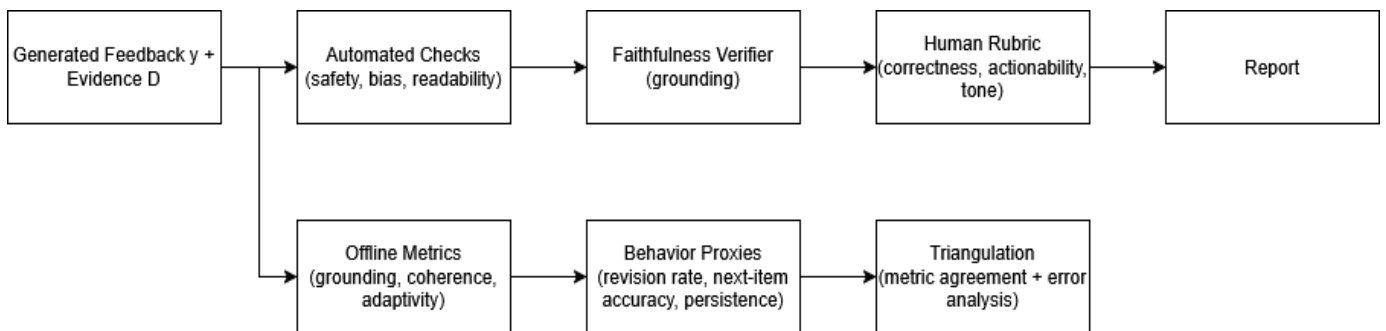 Generated Feedback y +
Evidence D
Automated Checks
(safety, bias, readability)
Faithfulness Verifier
(grounding)
Human Rubric
(correctness, actionability,
tone)
Report
Offline Metrics
(grounding, coherence,
adaptivity)
Behavior Proxies
(revision rate, next-item
accuracy, persistence)
Triangulation
(metric agreement + error
analysis)